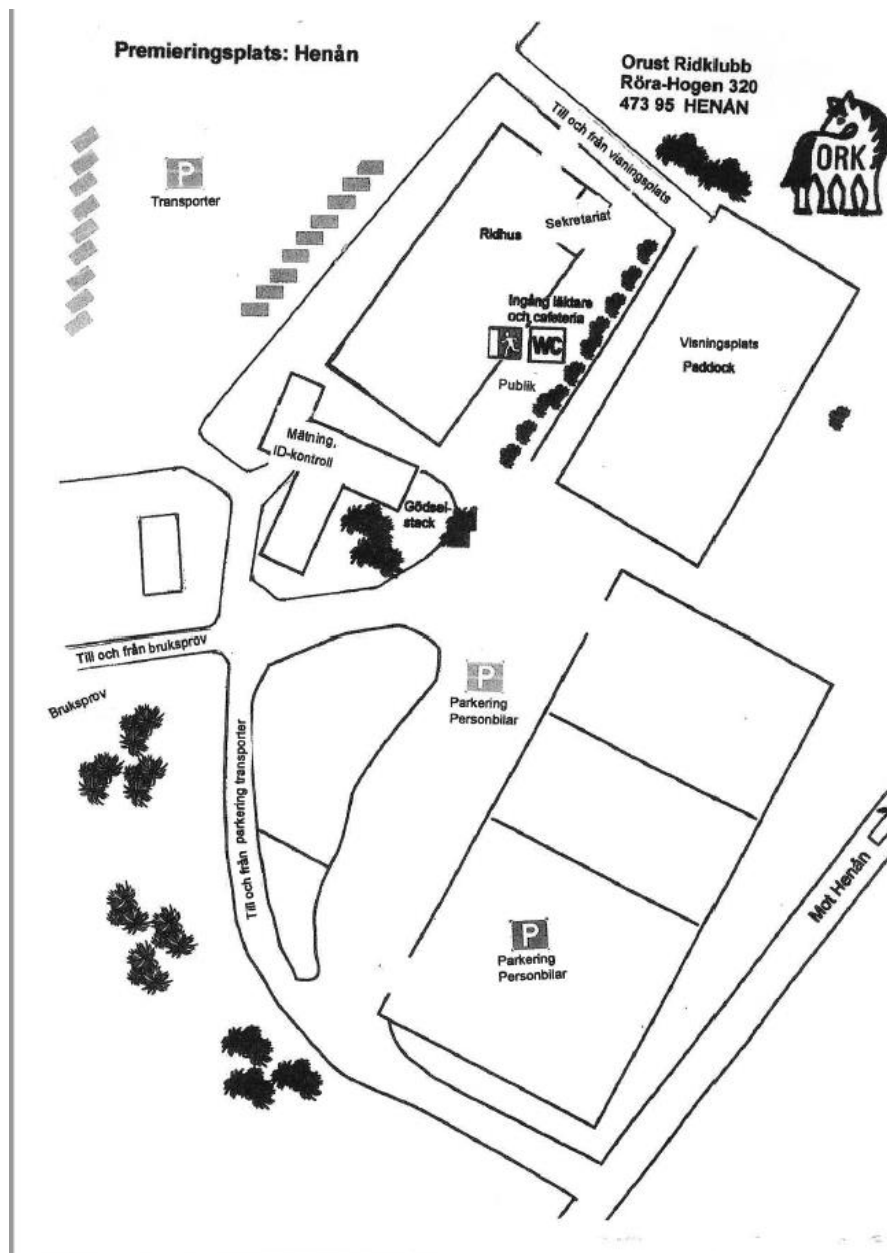 Premieringsplats: Henån
Orust Ridklubb
Röra-Hogen 320
473 95 HENÅN
ORK
Till och från visningsplats
P
Transporter
Sekretariat
Ridhus
Ingång läktare
och cafeteria
WC
Publik
Visningsplats
Paddock
Mätning,
ID-kontroll
Gödsel-
stack
Till och från brukspröv
Bruksprov
P
Parkering
Personbilar
Till och från parkering transporter
Mot Henån
P
Parkering
Personbilar